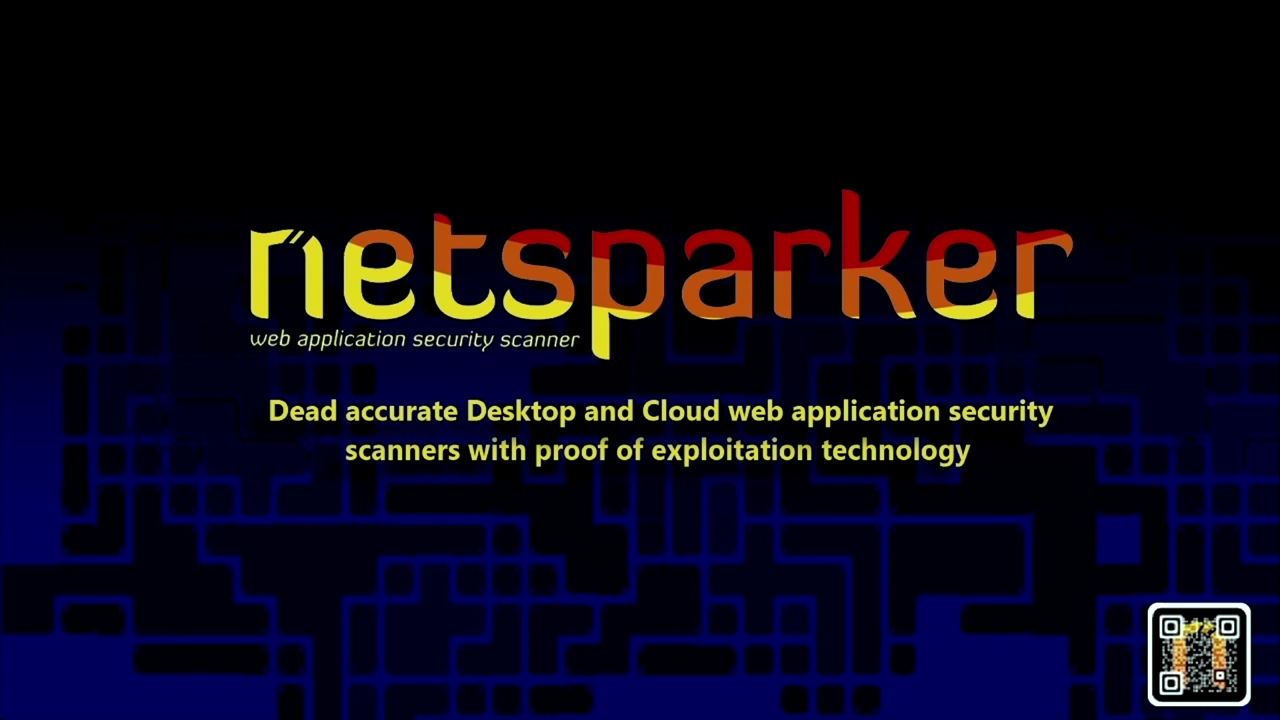 netsparker
web application security scanner
Dead accurate Desktop and Cloud web application security
scanners with proof of exploitation technology